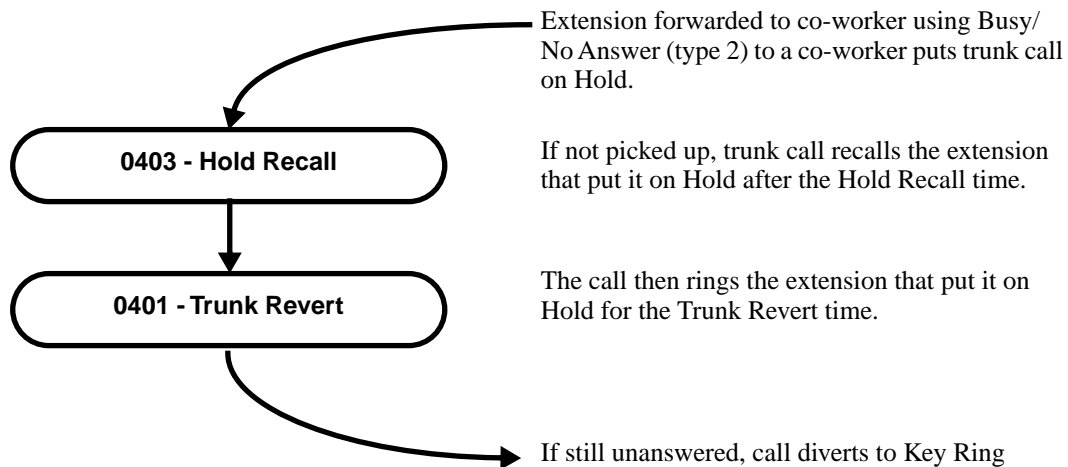 Extension forwarded to co-worker using Busy/
No Answer (type 2) to a co-worker puts trunk call
on Hold.
0403 - Hold Recall
If not picked up, trunk call recalls the extension
that put it on Hold after the Hold Recall time.
0401 - Trunk Revert
The call then rings the extension that put it on
Hold for the Trunk Revert time.
If still unanswered, call diverts to Key Ring